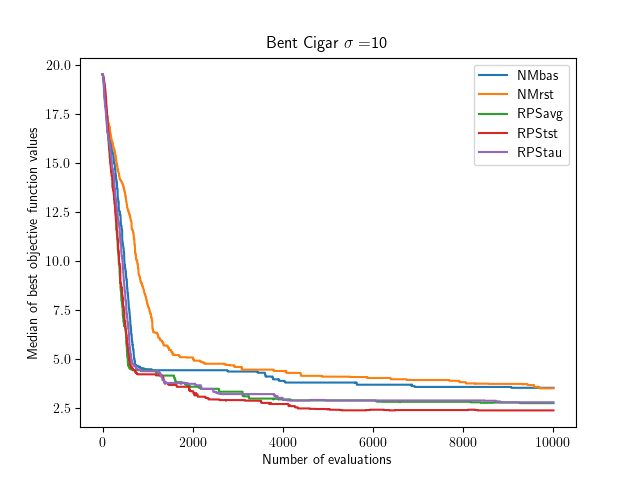 Bent Cigar σ =10
Median of best objective function values
20.0
17.5
15.0
12.5
10.0
7.5
5.0
2.5
NMbas
NMrst
RPSavg
RPStst
RPStau
0 2000 4000 6000 8000 10000
Number of evaluations